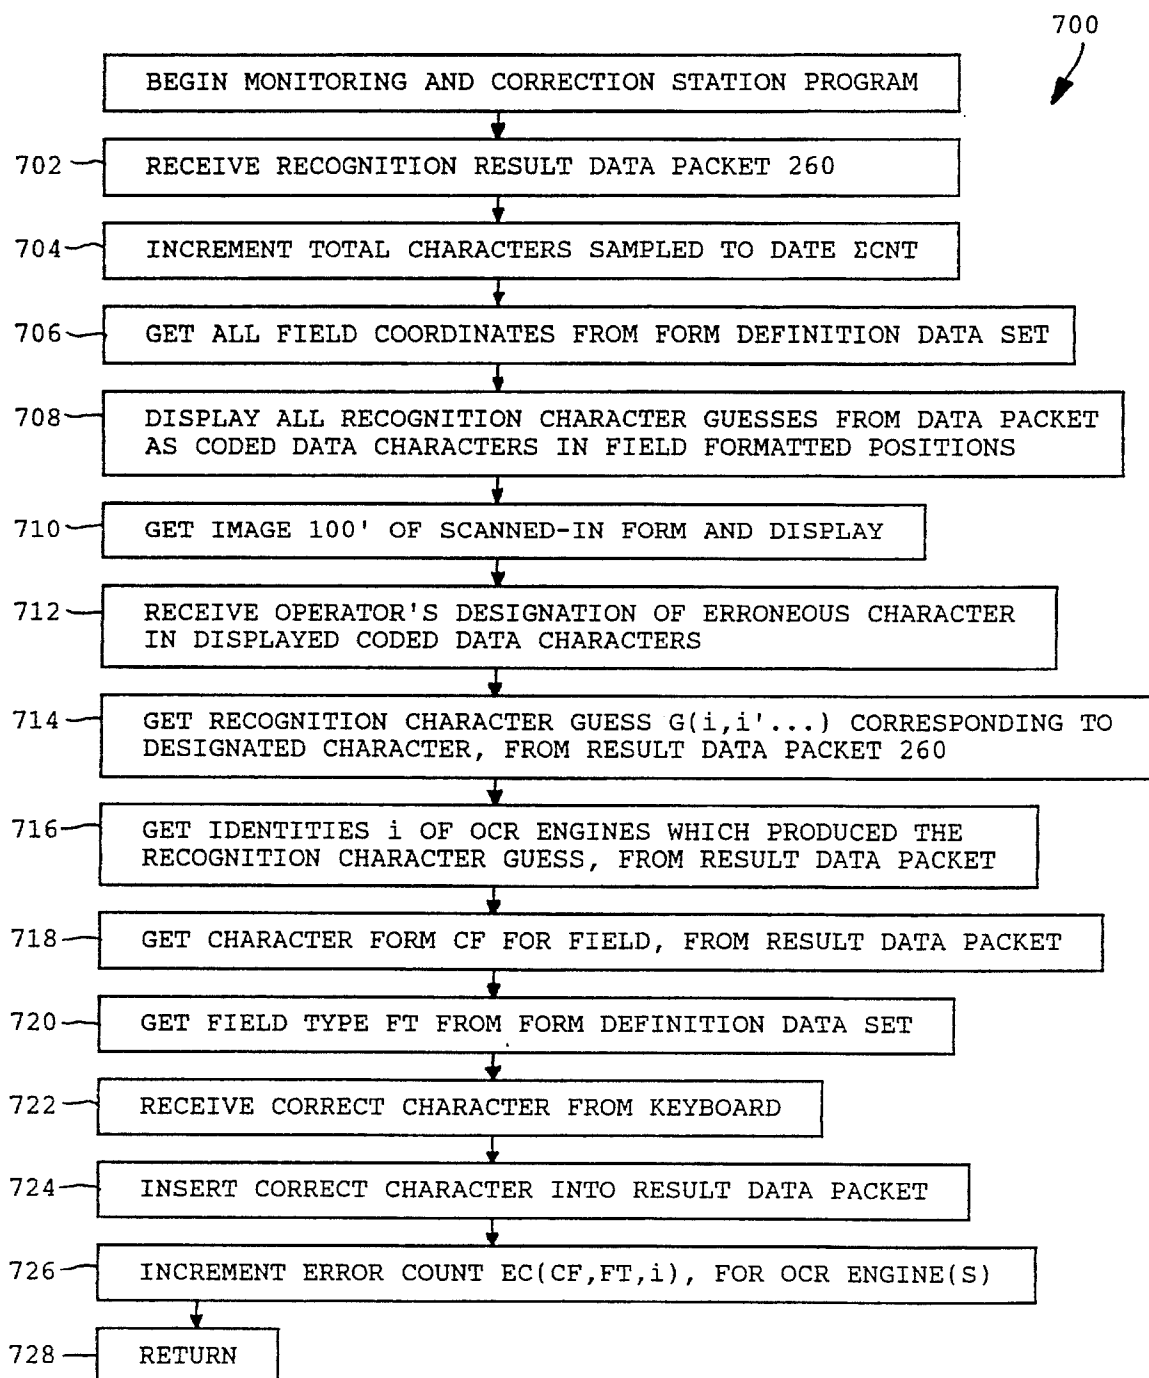 700
BEGIN MONITORING AND CORRECTION STATION PROGRAM
702 RECEIVE RECOGNITION RESULT DATA PACKET 260
704 INCREMENT TOTAL CHARACTERS SAMPLED TO DATE ΣCNT
706 GET ALL FIELD COORDINATES FROM FORM DEFINITION DATA SET
708 DISPLAY ALL RECOGNITION CHARACTER GUESSES FROM DATA PACKET
AS CODED DATA CHARACTERS IN FIELD FORMATTED POSITIONS
710 GET IMAGE 100' OF SCANNED-IN FORM AND DISPLAY
712 RECEIVE OPERATOR'S DESIGNATION OF ERRONEOUS CHARACTER
IN DISPLAYED CODED DATA CHARACTERS
714 GET RECOGNITION CHARACTER GUESS G(i,i'...) CORRESPONDING TO
DESIGNATED CHARACTER, FROM RESULT DATA PACKET 260
716 GET IDENTITIES i OF OCR ENGINES WHICH PRODUCED THE
RECOGNITION CHARACTER GUESS, FROM RESULT DATA PACKET
718 GET CHARACTER FORM CF FOR FIELD, FROM RESULT DATA PACKET
720 GET FIELD TYPE FT FROM FORM DEFINITION DATA SET
722 RECEIVE CORRECT CHARACTER FROM KEYBOARD
724 INSERT CORRECT CHARACTER INTO RESULT DATA PACKET
726 INCREMENT ERROR COUNT EC(CF,FT,i), FOR OCR ENGINE(S)
728 RETURN